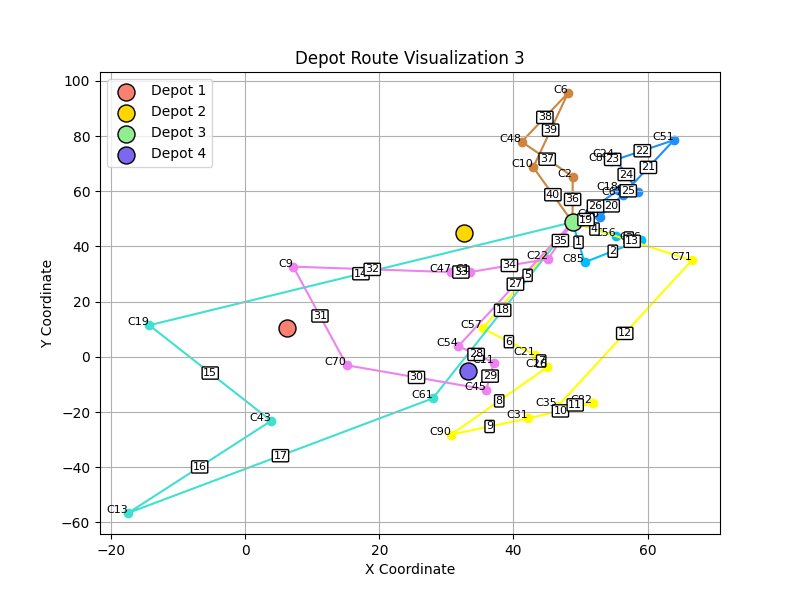 Depot Route Visualization 3
Depot 1
Depot 2
Depot 3
Depot 4
100
80
60
40
20
0
−20
−40
−60
−20
0
20
40
60
X Coordinate
Y Coordinate
C6
38
39
C48
C51
22
C24
23
37
21
C10
C2
24
C18
25
40
36
26
20
19
4
C56
13
35
1
2
C85
C71
C22
34
5
C9
C47
32
14
27
31
18
C19
C57
12
6
C54
C21
28
C11
7
C26
C70
15
30
29
C45
C61
8
C35
C82
11
10
C31
9
C90
C43
17
16
C13